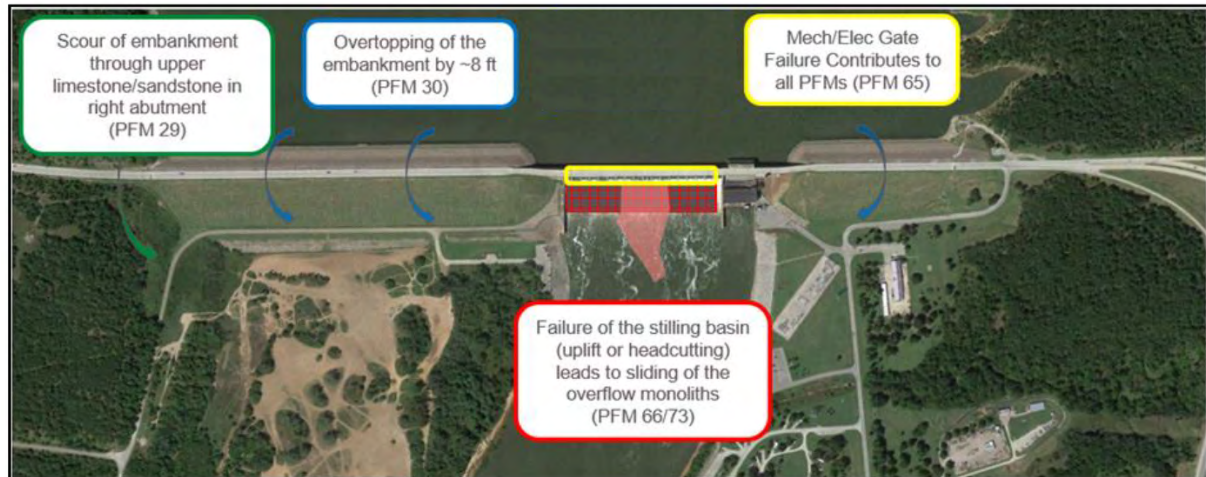 Scour of embankment
through upper
limestone/sandstone in
right abutment
(PFM 29)
Overtopping of the
embankment by ~8 ft
(PFM 30)
Mech/Elec Gate
Failure Contributes to
all PFMs (PFM 65)
Failure of the stilling basin
(uplift or headcutting)
leads to sliding of the
overflow monoliths
(PFM 66/73)